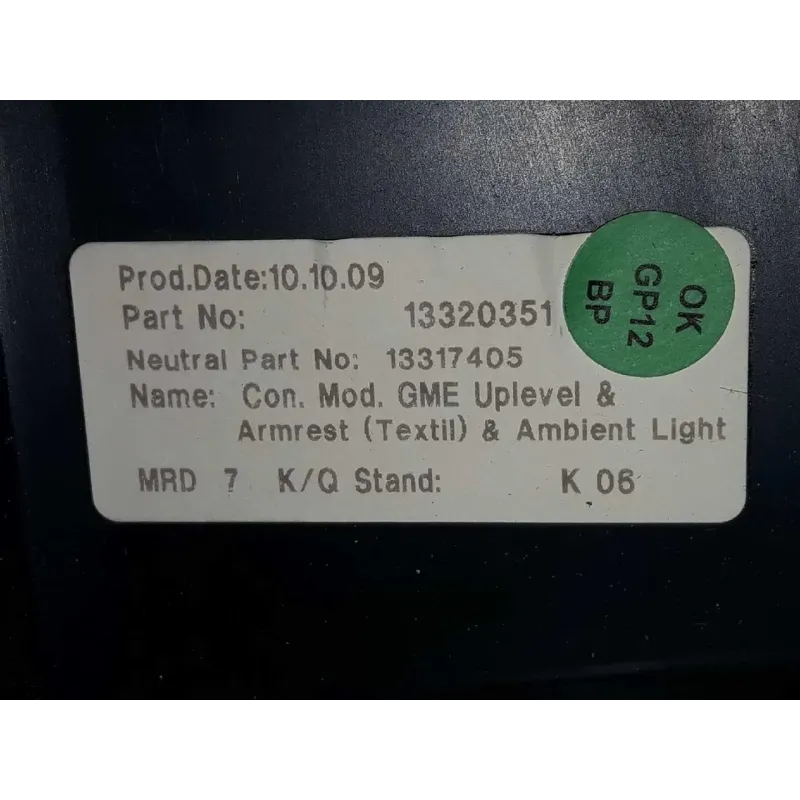 Prod.Date:10.10.09
Part No: 13320351
Neutral Part No: 13317405
Name: Con. Mod. GME Uplevel &
Armrest (Textil) & Ambient Light
MRD 7 K/Q Stand: K 06
OK
GP12
BP